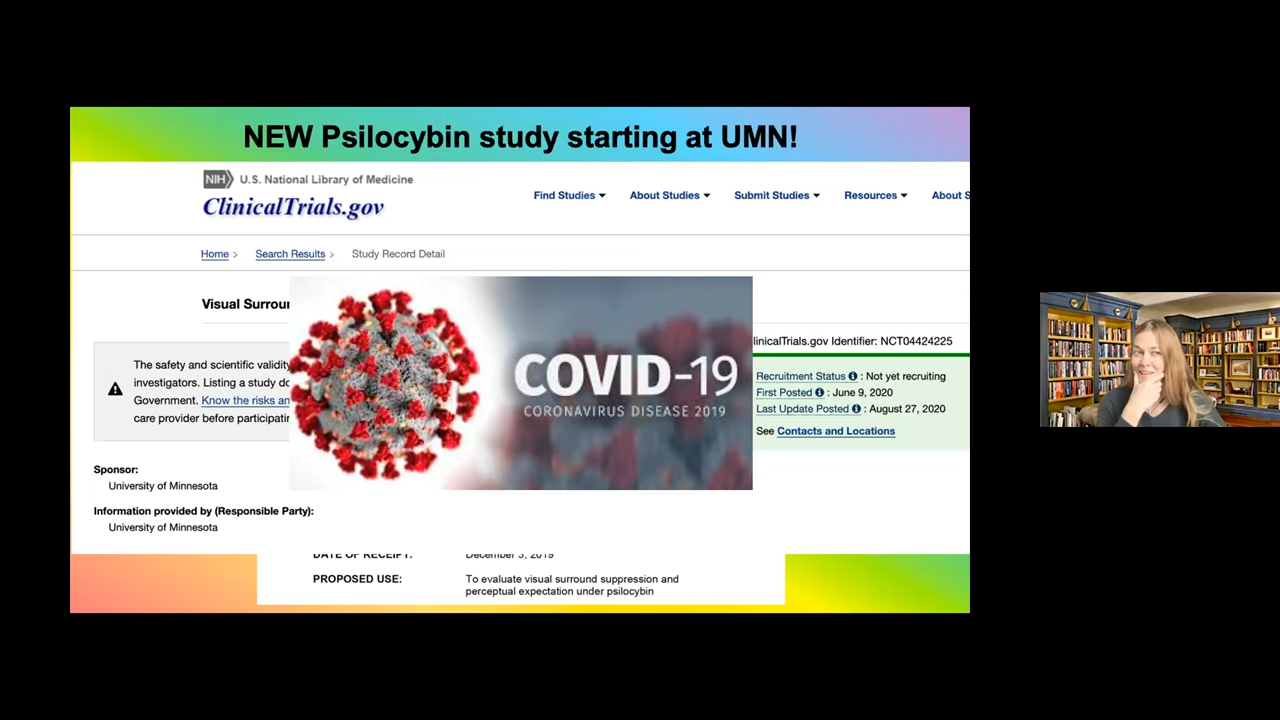 NEW Psilocybin study starting at UMN!
NIH U.S. National Library of Medicine
ClinicalTrials.gov
Find Studies
About Studies
Submit Studies
Resources
About S
Home > Search Results > Study Record Detail
Visual Surrou
COVID-19
CORONAVIRUS DISEASE 2019
linicalTrials.gov Identifier: NCT04424225
Recruitment Status : Not yet recruiting
First Posted : June 9, 2020
Last Update Posted : August 27, 2020
See Contacts and Locations
The safety and scientific validity
investigators. Listing a study do
Government. Know the risks an
care provider before participatin
Sponsor:
University of Minnesota
Information provided by (Responsible Party):
University of Minnesota
DATE OF RECEIPT: December 3, 2019
PROPOSED USE: To evaluate visual surround suppression and
perceptual expectation under psilocybin